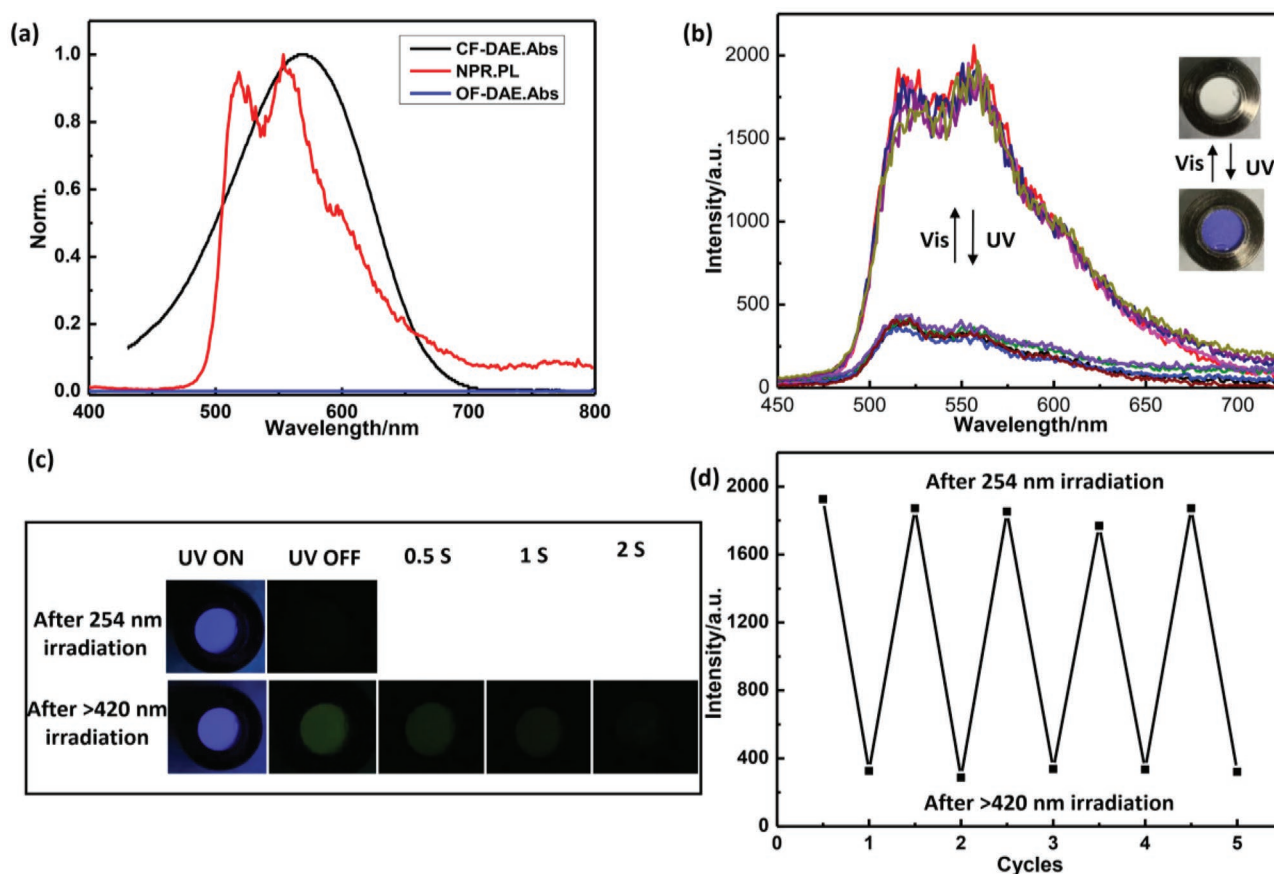 (a)
1.0
0.8
0.6
0.4
0.2
0.0
Norm.
CF-DAE.Abs
NPR.PL
OF-DAE.Abs
400 500 600 700 800
Wavelength/nm
(b)
2000
1750
1500
1250
1000
750
500
250
0
Intensity/a.u.
Vis UV
Vis UV
450 500 550 600 650 700
Wavelength/nm
(c)
UV ON UV OFF 0.5 S 1 S 2 S
After 254 nm
irradiation
After >420 nm
irradiation
(d)
2000
1600
1200
800
400
0
Intensity/a.u.
After 254 nm irradiation
After >420 nm irradiation
0 1 2 3 4 5
Cycles